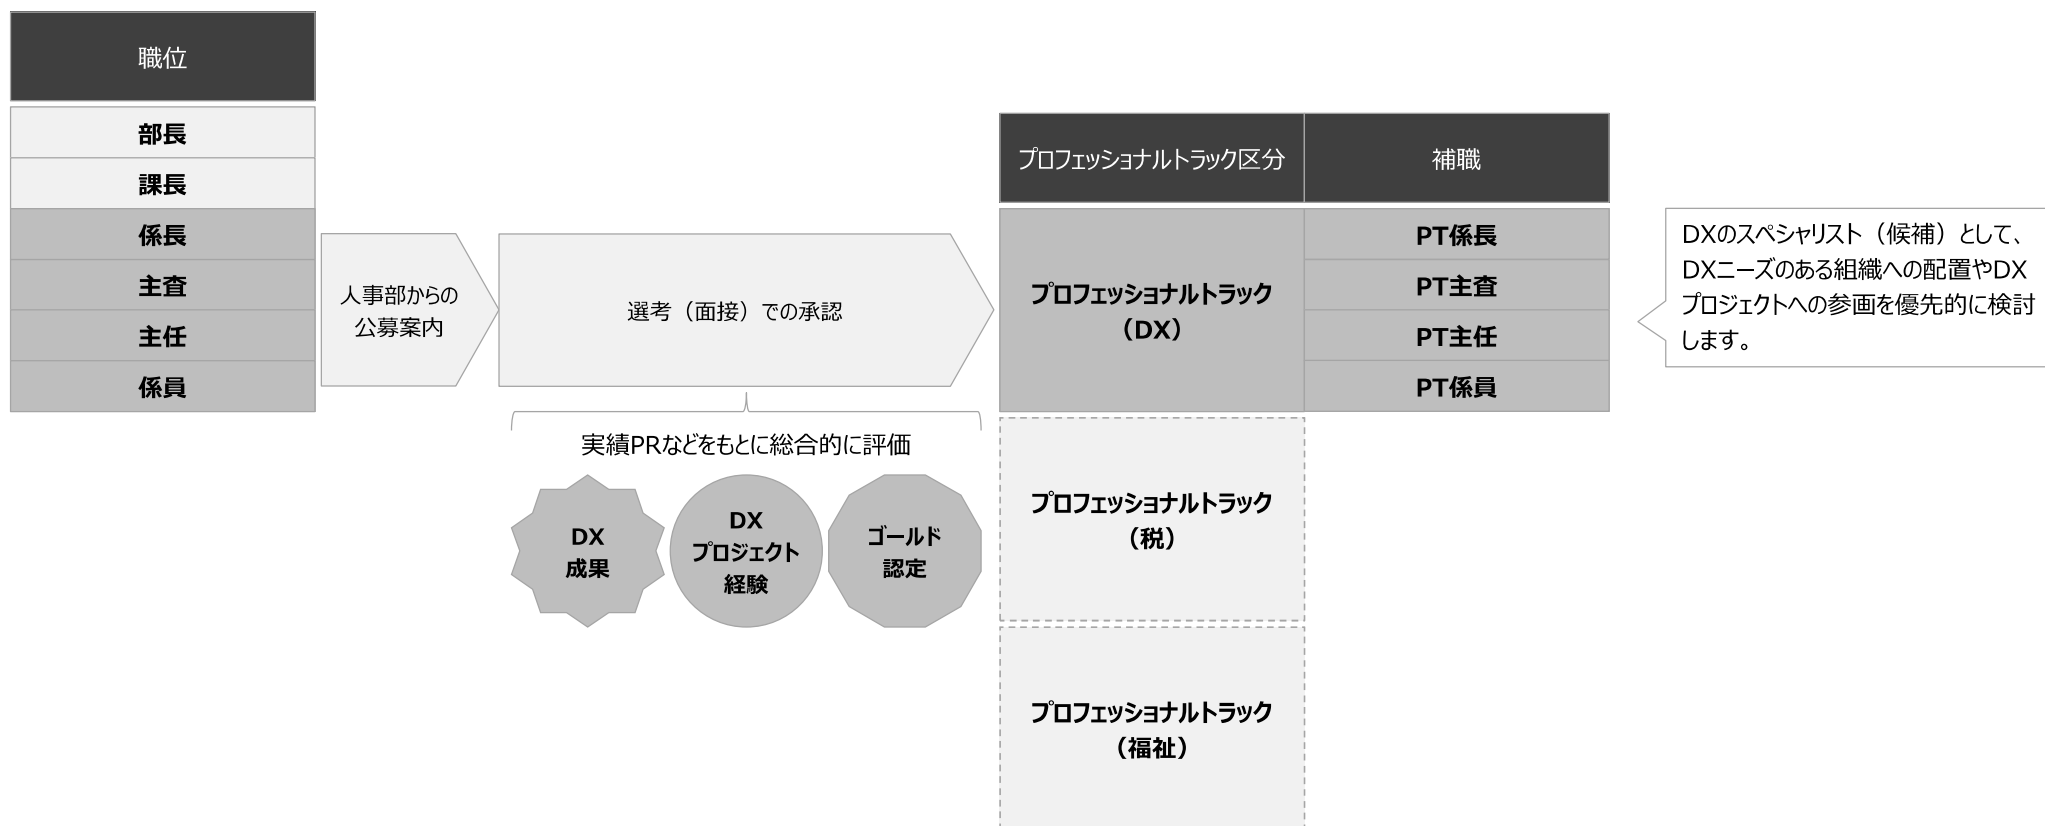 職位
部長
課長
係長
主査
主任
係員
人事部からの
公募案内
選考（面接）での承認
実績PRなどをもとに総合的に評価
DX
成果
DX
プロジェクト
経験
ゴールド
認定
プロフェッショナルトラック区分
補職
プロフェッショナルトラック
（DX）
PT係長
PT主査
PT主任
PT係員
プロフェッショナルトラック
（税）
プロフェッショナルトラック
（福祉）
DXのスペシャリスト（候補）として、
DXニーズのある組織への配置やDX
プロジェクトへの参画を優先的に検討
します。